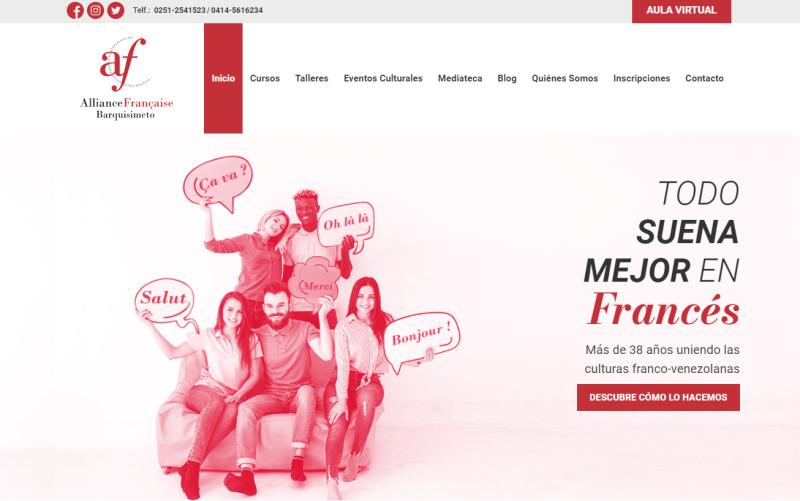 Telf.: 0251-2541523 / 0414-5616234
AULA VIRTUAL
af
AllianceFrançaise
Barquisimeto
Inicio
Cursos
Talleres
Eventos Culturales
Mediateca
Blog
Quiénes Somos
Inscripciones
Contacto
Ça va ?
Oh là là
Merci
Salut
Bonjour !
TODO
SUENA
MEJOR EN
Francés
Más de 38 años uniendo las
culturas franco-venezolanas
DESCUBRE CÓMO LO HACEMOS